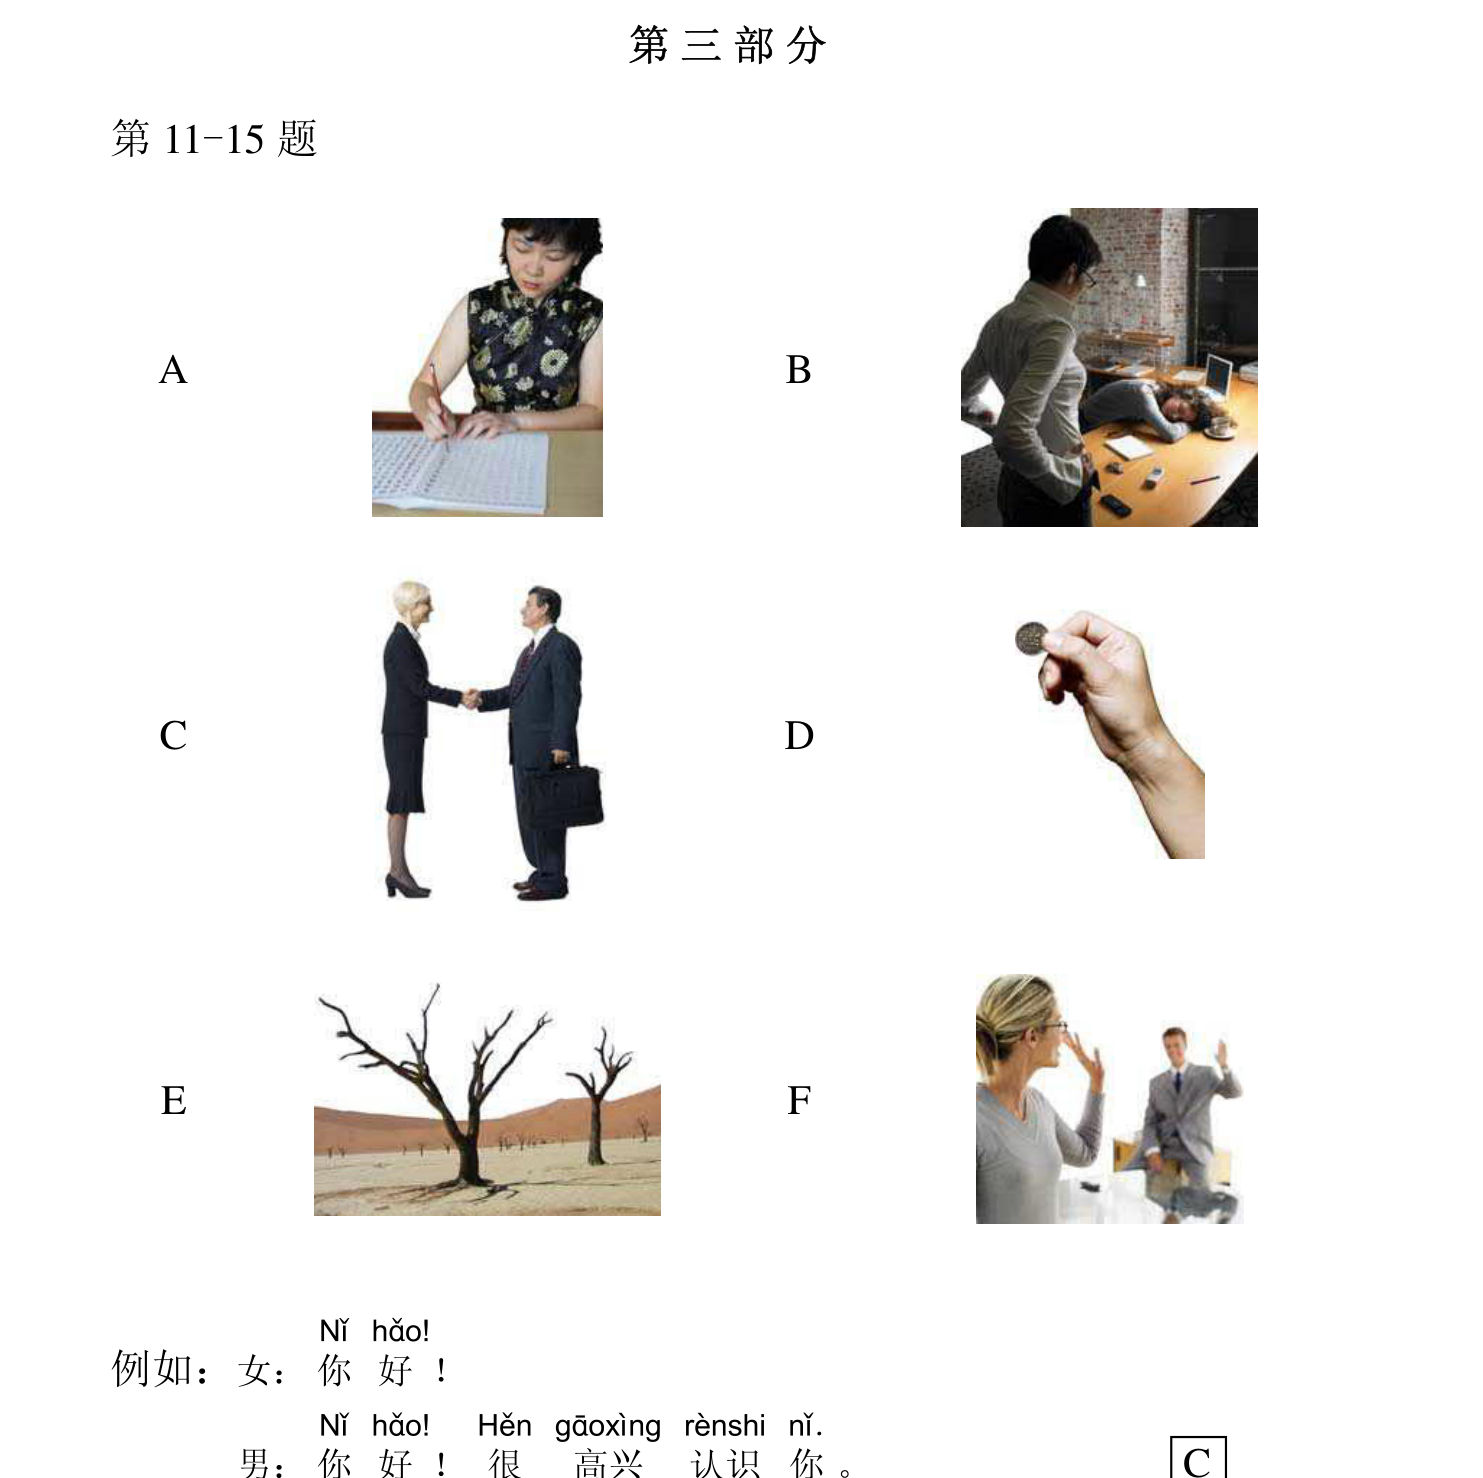 第三部分
第 11-15 题
A
B
C
D
E
F
Nǐ hǎo!
例如：女：你 好 ！
Nǐ hǎo! Hěn gāoxìng rènshi nǐ.
男：你 好 ！ 很 高兴 认识 你 。 C